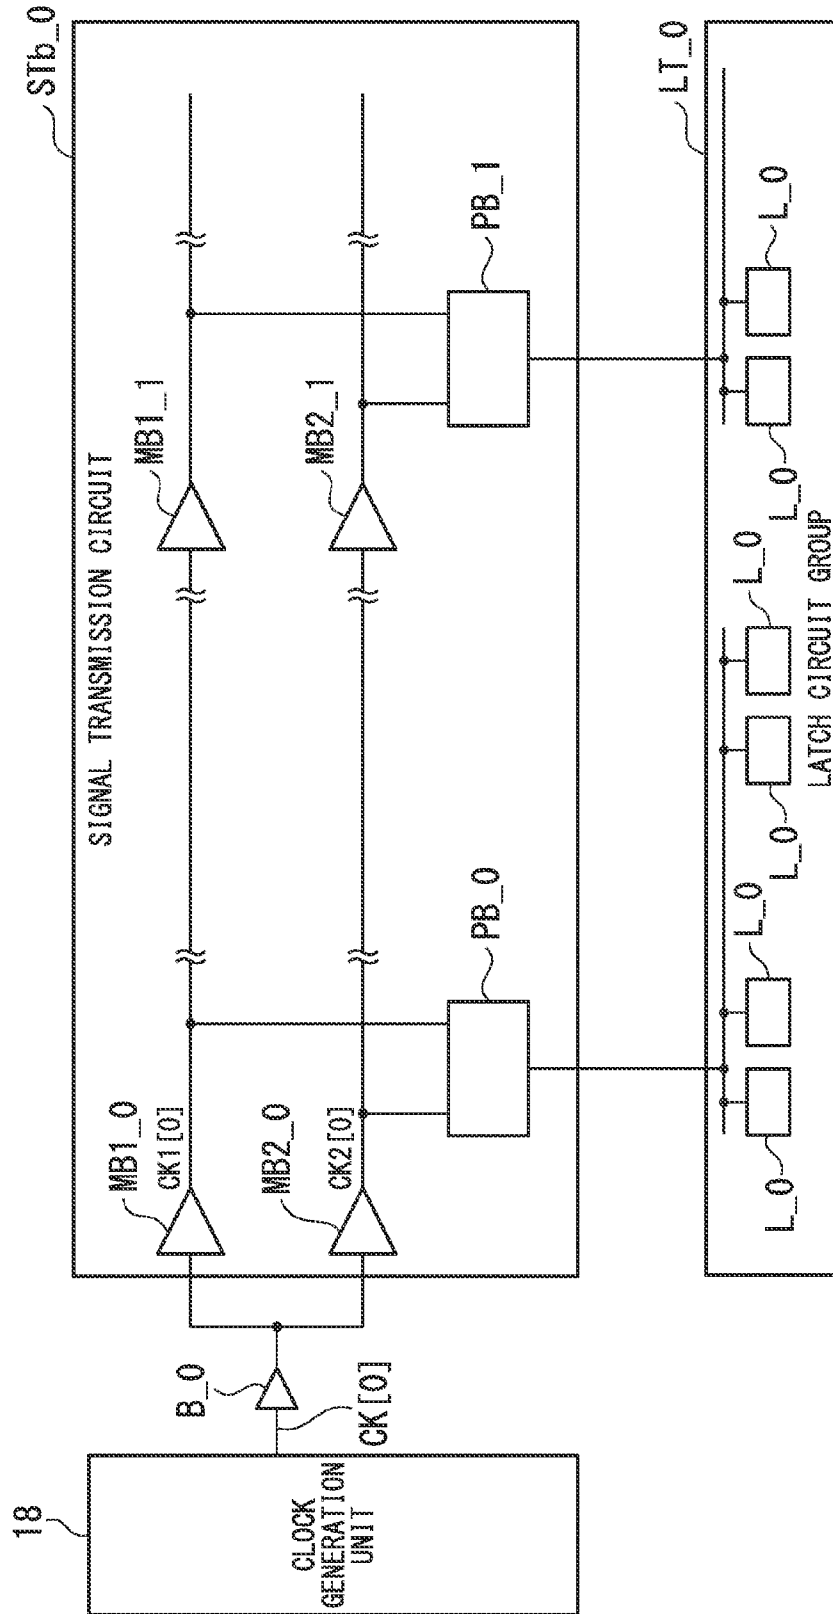 18
CLOCK
GENERATION
UNIT
B_0
CK[0]
STb_0
SIGNAL TRANSMISSION CIRCUIT
MB1_0
CK1[0]
MB1_1
MB2_0
CK2[0]
MB2_1
PB_0
PB_1
LT_0
L_0
L_0
L_0
L_0
L_0
L_0
LATCH CIRCUIT GROUP